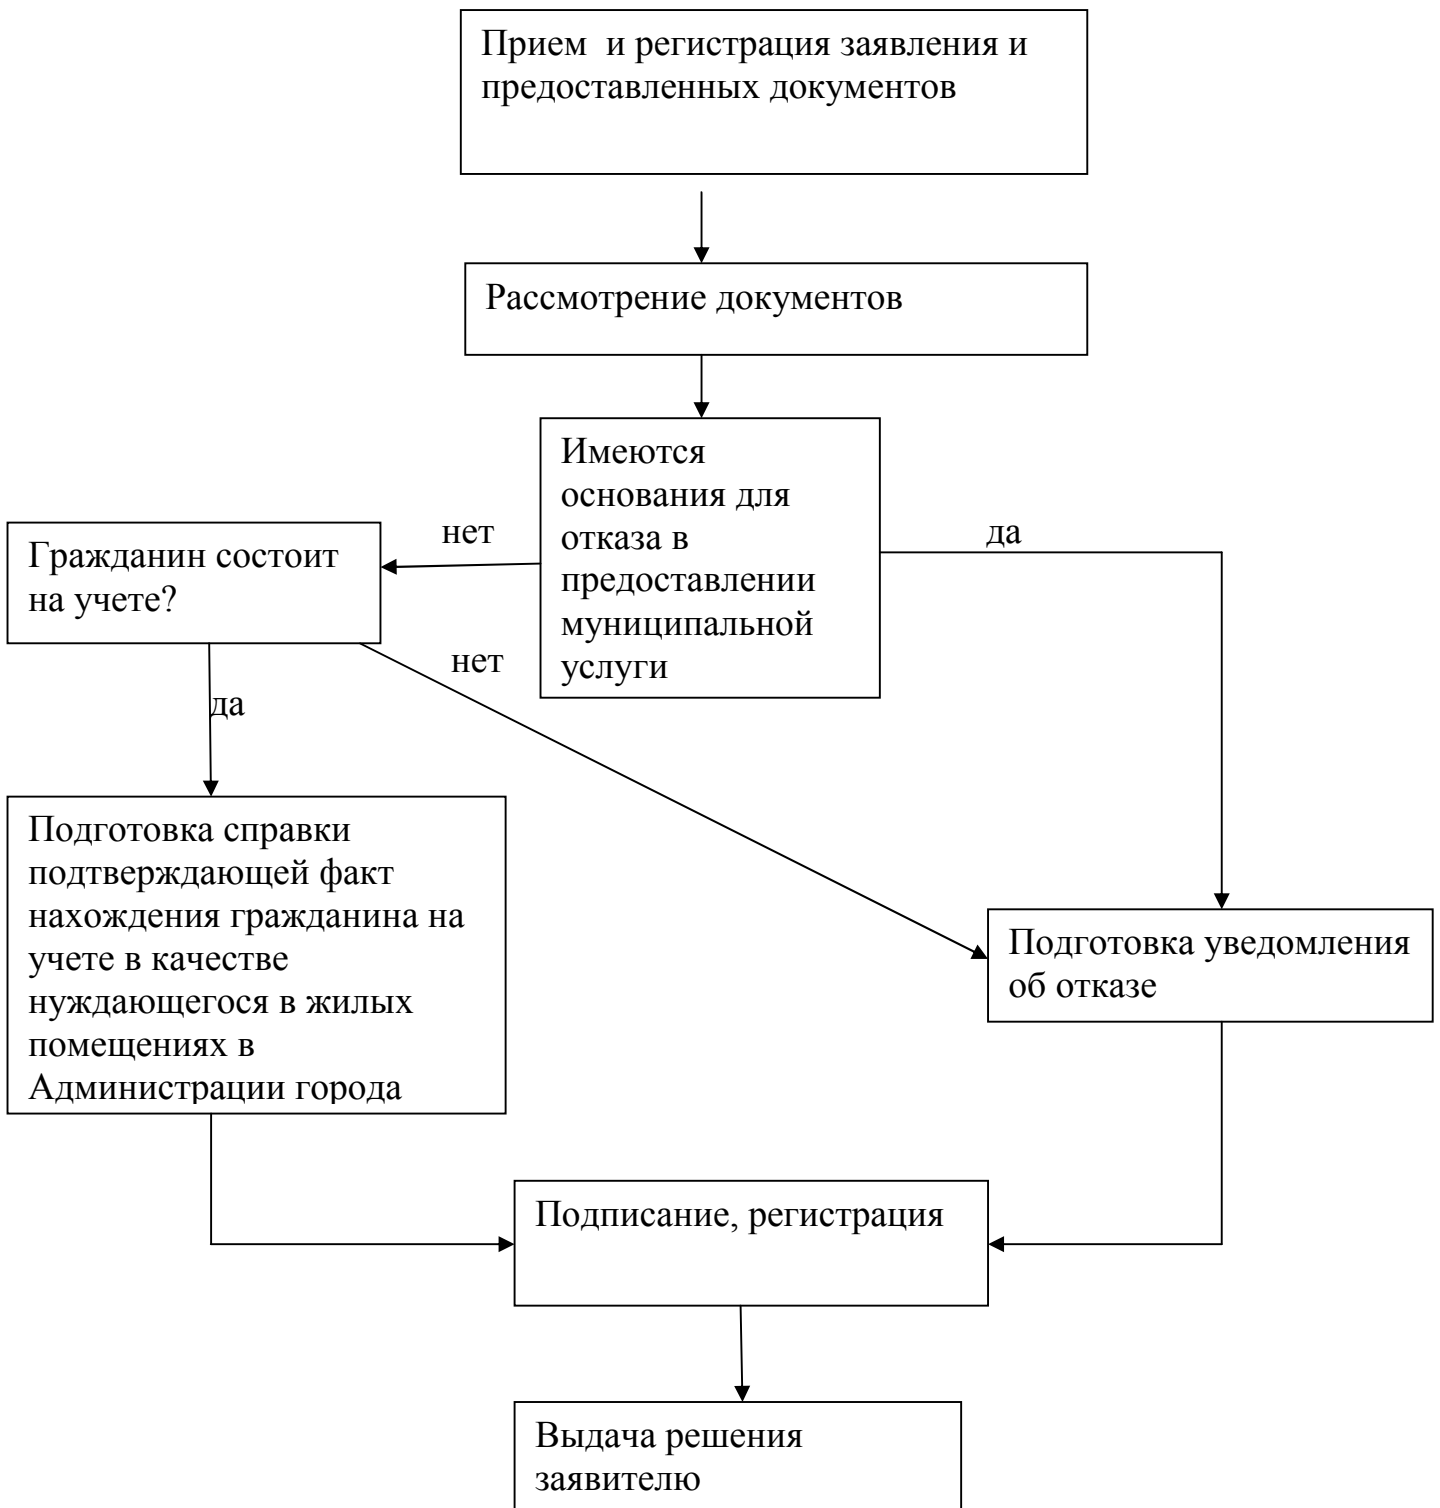 Прием  и регистрация заявления и
предоставленных документов
Рассмотрение документов
Имеются
основания для
отказа в
предоставлении
муниципальной
услуги
нет
да
Гражданин состоит
на учете?
нет
да
Подготовка справки
подтверждающей факт
нахождения гражданина на
учете в качестве
нуждающегося в жилых
помещениях в
Администрации города
Подготовка уведомления
об отказе
Подписание, регистрация
Выдача решения
заявителю